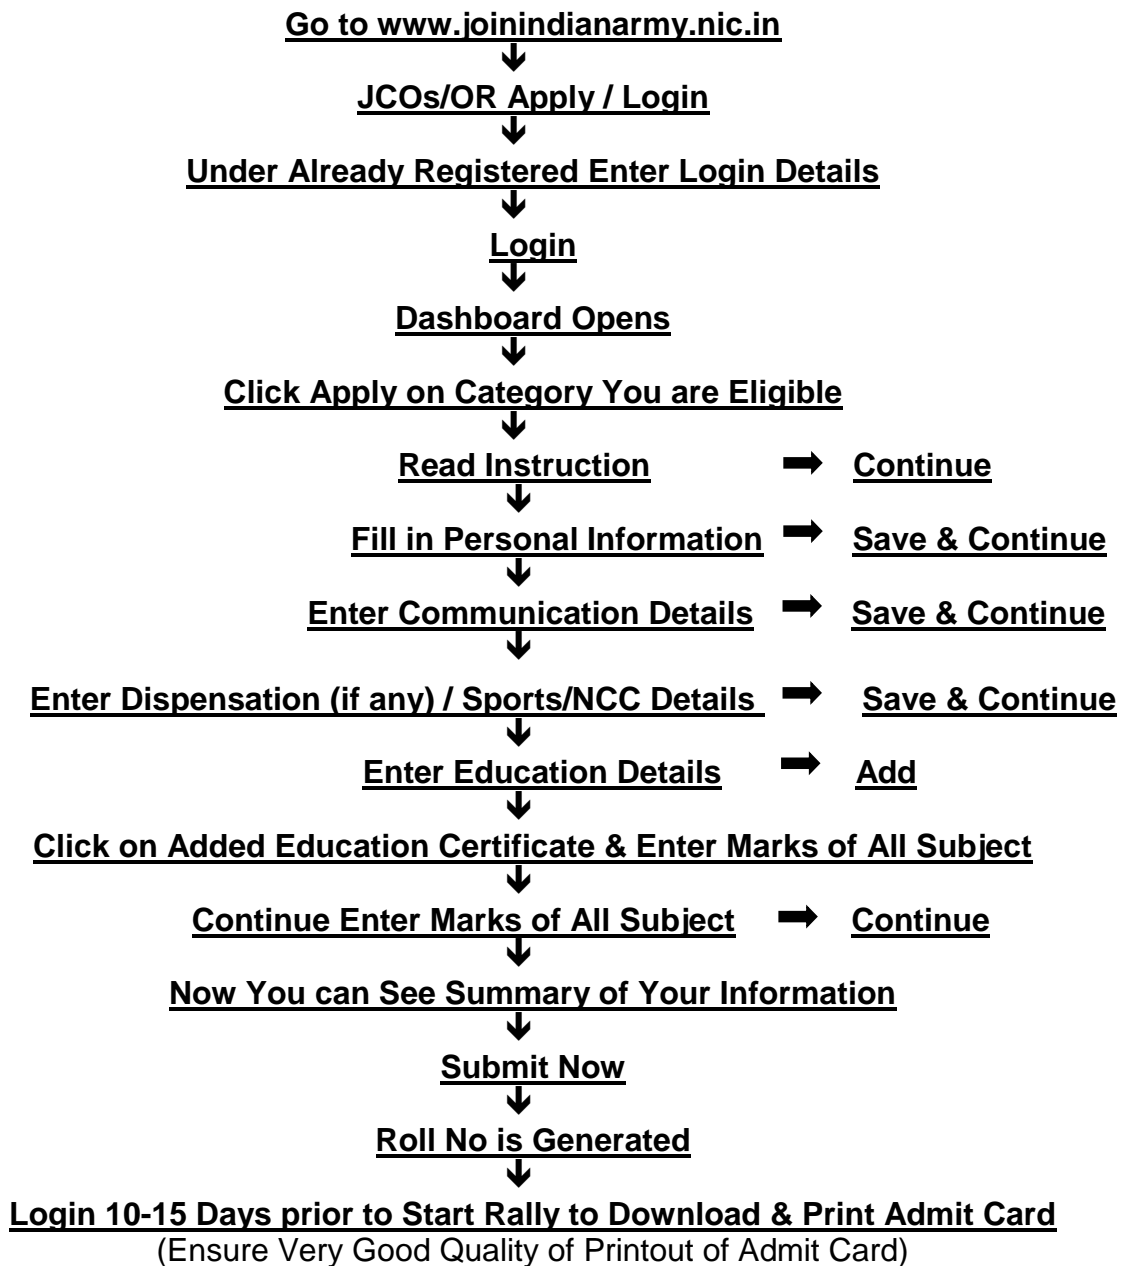 Go to www.joinindianarmy.nic.in
JCOs/OR Apply / Login
Under Already Registered Enter Login Details
Login
Dashboard Opens
Click Apply on Category You are Eligible
Read Instruction Continue
Fill in Personal Information Save & Continue
Enter Communication Details Save & Continue
Enter Dispensation (if any) / Sports/NCC Details Save & Continue
Enter Education Details Add
Click on Added Education Certificate & Enter Marks of All Subject
Continue Enter Marks of All Subject Continue
Now You can See Summary of Your Information
Submit Now
Roll No is Generated
Login 10-15 Days prior to Start Rally to Download & Print Admit Card
(Ensure Very Good Quality of Printout of Admit Card)